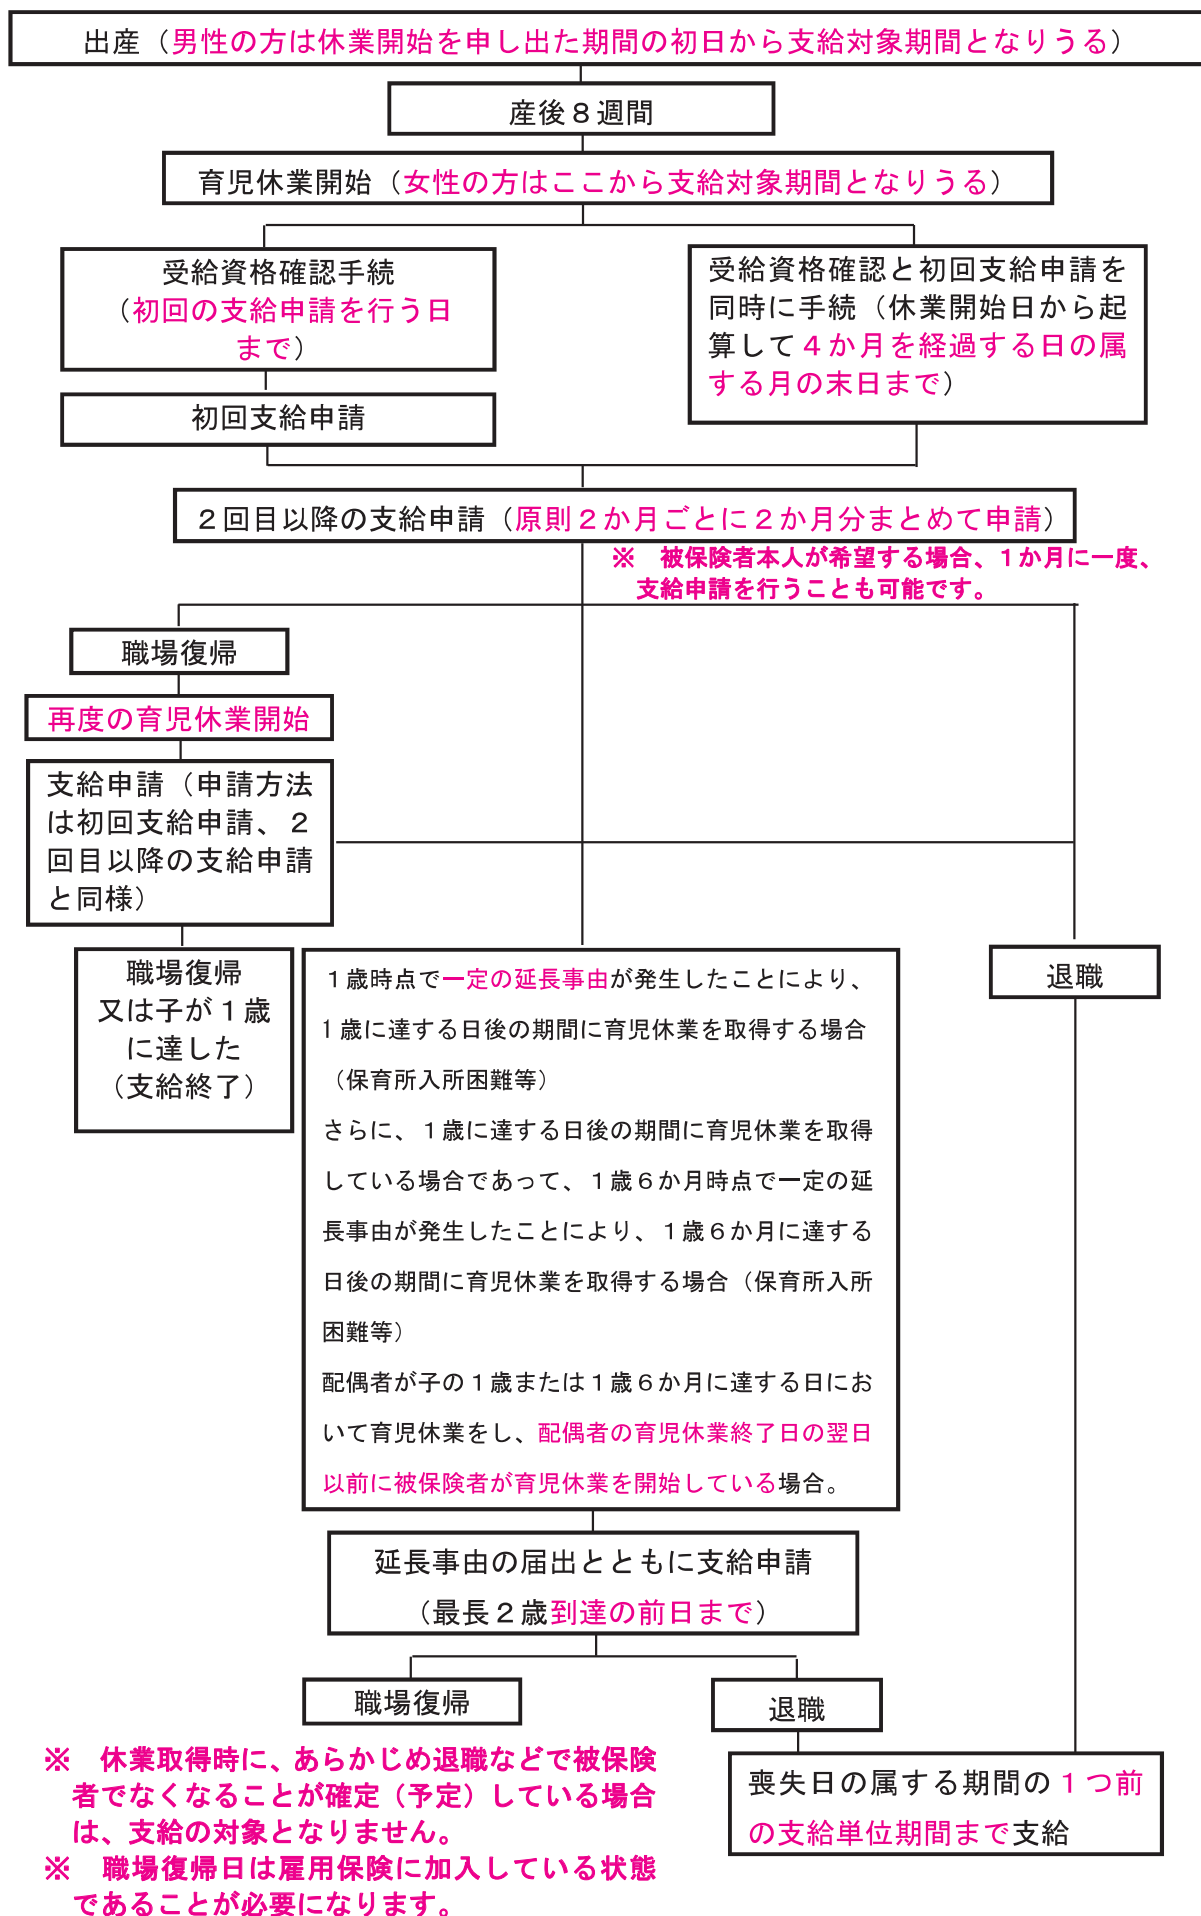 出産（男性の方は休業開始を申し出た期間の初日から支給対象期間となりうる）
産後８週間
育児休業開始（女性の方はここから支給対象期間となりうる）
受給資格確認手続
（初回の支給申請を行う日
まで）
初回支給申請
受給資格確認と初回支給申請を
同時に手続（休業開始日から起
算して４か月を経過する日の属
する月の末日まで）
２回目以降の支給申請（原則２か月ごとに２か月分まとめて申請）
※　被保険者本人が希望する場合、１か月に一度、
支給申請を行うことも可能です。
職場復帰
再度の育児休業開始
支給申請（申請方法
は初回支給申請、２
回目以降の支給申請
と同様）
職場復帰
又は子が１歳
に達した
（支給終了）
１歳時点で一定の延長事由が発生したことにより、
１歳に達する日後の期間に育児休業を取得する場合
（保育所入所困難等）
さらに、１歳に達する日後の期間に育児休業を取得
している場合であって、１歳６か月時点で一定の延
長事由が発生したことにより、１歳６か月に達する
日後の期間に育児休業を取得する場合（保育所入所
困難等）
配偶者が子の１歳または１歳６か月に達する日にお
いて育児休業をし、配偶者の育児休業終了日の翌日
以前に被保険者が育児休業を開始している場合。
退職
延長事由の届出とともに支給申請
（最長２歳到達の前日まで）
職場復帰
退職
喪失日の属する期間の１つ前
の支給単位期間まで支給
※　休業取得時に、あらかじめ退職などで被保険
者でなくなることが確定（予定）している場合
は、支給の対象となりません。
※　職場復帰日は雇用保険に加入している状態
であることが必要になります。